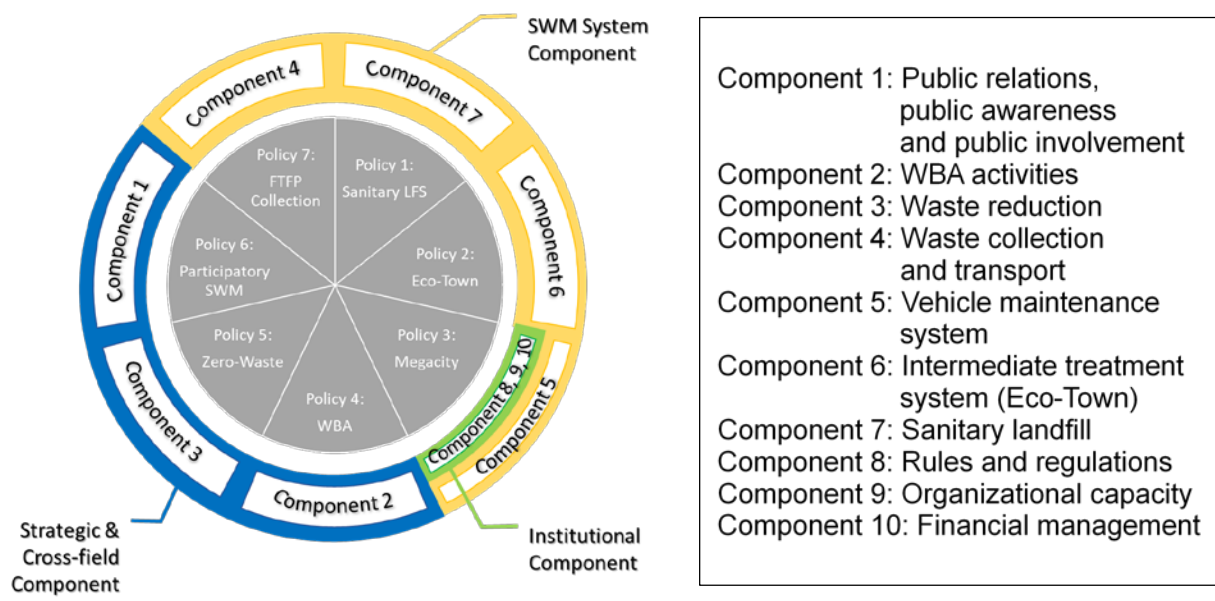 SWM System
Component
Component 4
Component 7
Component 1
Component 6
Policy 7:
FTFP
Collection
Policy 1:
Sanitary LFS
Policy 6:
Participatory
SWM
Policy 2:
Eco-Town
Policy 5:
Zero-Waste
Policy 3:
Megacity
Policy 4:
WBA
Component 8, 9, 10
Component 5
Component 3
Component 2
Strategic &
Cross-field
Component
Institutional
Component
Component 1: Public relations,
public awareness
and public involvement
Component 2: WBA activities
Component 3: Waste reduction
Component 4: Waste collection
and transport
Component 5: Vehicle maintenance
system
Component 6: Intermediate treatment
system (Eco-Town)
Component 7: Sanitary landfill
Component 8: Rules and regulations
Component 9: Organizational capacity
Component 10: Financial management